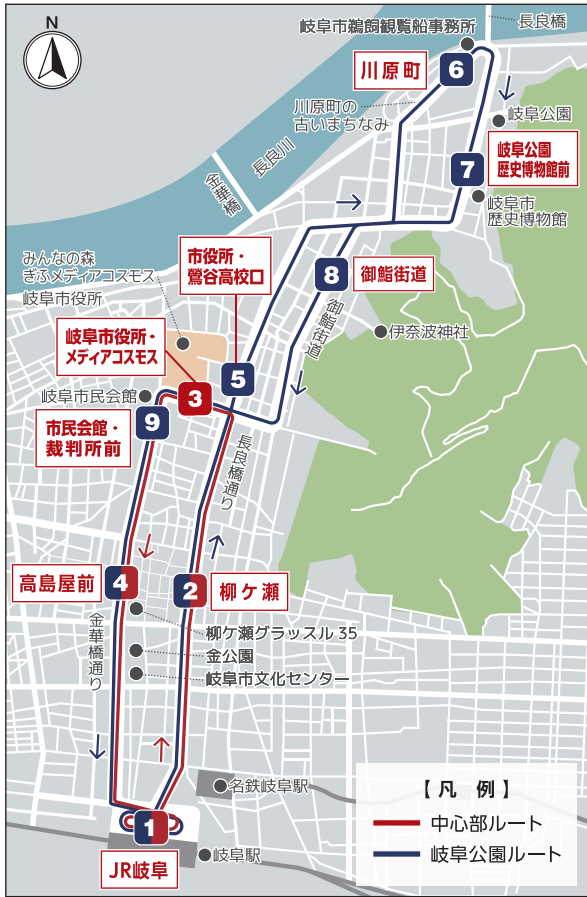 N
岐阜市鵜飼観覧船事務所
長良橋
川原町
6
川原町の
古いまちなみ
岐阜公園
岐阜公園
歴史博物館前
7
岐阜市
歴史博物館
長良川
金華橋
みんなの森
ぎふメディアコスモス
岐阜市役所
市役所・
鶯谷高校口
8
御鮨街道
御鮨街道
伊奈波神社
岐阜市役所・
メディアコスモス
5
3
岐阜市民会館
9
市民会館・
裁判所前
長良橋通り
高島屋前
4
2
柳ケ瀬
柳ケ瀬グラッスル35
金公園
岐阜市文化センター
金華橋通り
名鉄岐阜駅
1
JR岐阜
岐阜駅
【凡 例】
中心部ルート
岐阜公園ルート